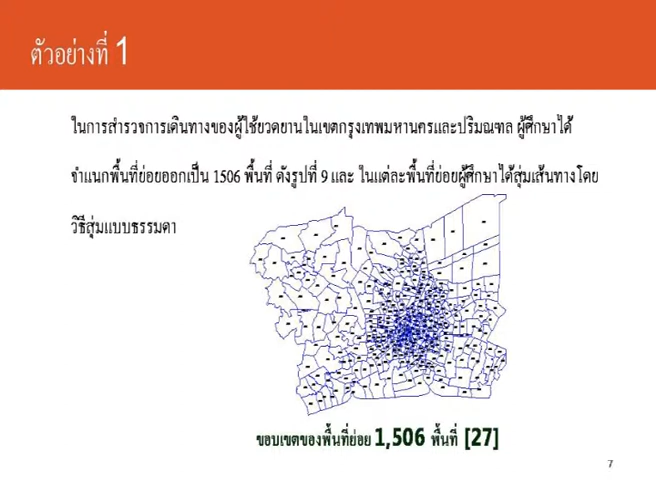 ตัวอย่างที่ 1
ในการสำรวจการเดินทางของผู้ใช้ยวดยานในเขตกรุงเทพมหานครและปริมณฑล ผู้ศึกษาได้
จำแนกพื้นที่ย่อยออกเป็น 1506 พื้นที่ ดังรูปที่ 9 และ ในแต่ละพื้นที่ย่อยผู้ศึกษาได้สุ่มเส้นทางโดย
วิธีสุ่มแบบธรรมดา
ขอบเขตของพื้นที่ย่อย 1,506 พื้นที่ [27]
7